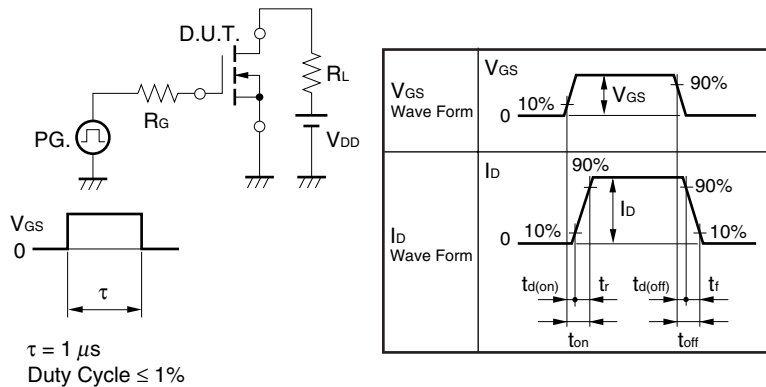 D.U.T.
RL
RG
PG.
VDD
VGS
0
τ
τ = 1 μs
Duty Cycle ≤ 1%
VGS
Wave Form
VGS
10%
0
VGS
90%
ID
Wave Form
ID
90%
90%
ID
10%
0
10%
td(on)
tr
td(off)
tf
ton
toff